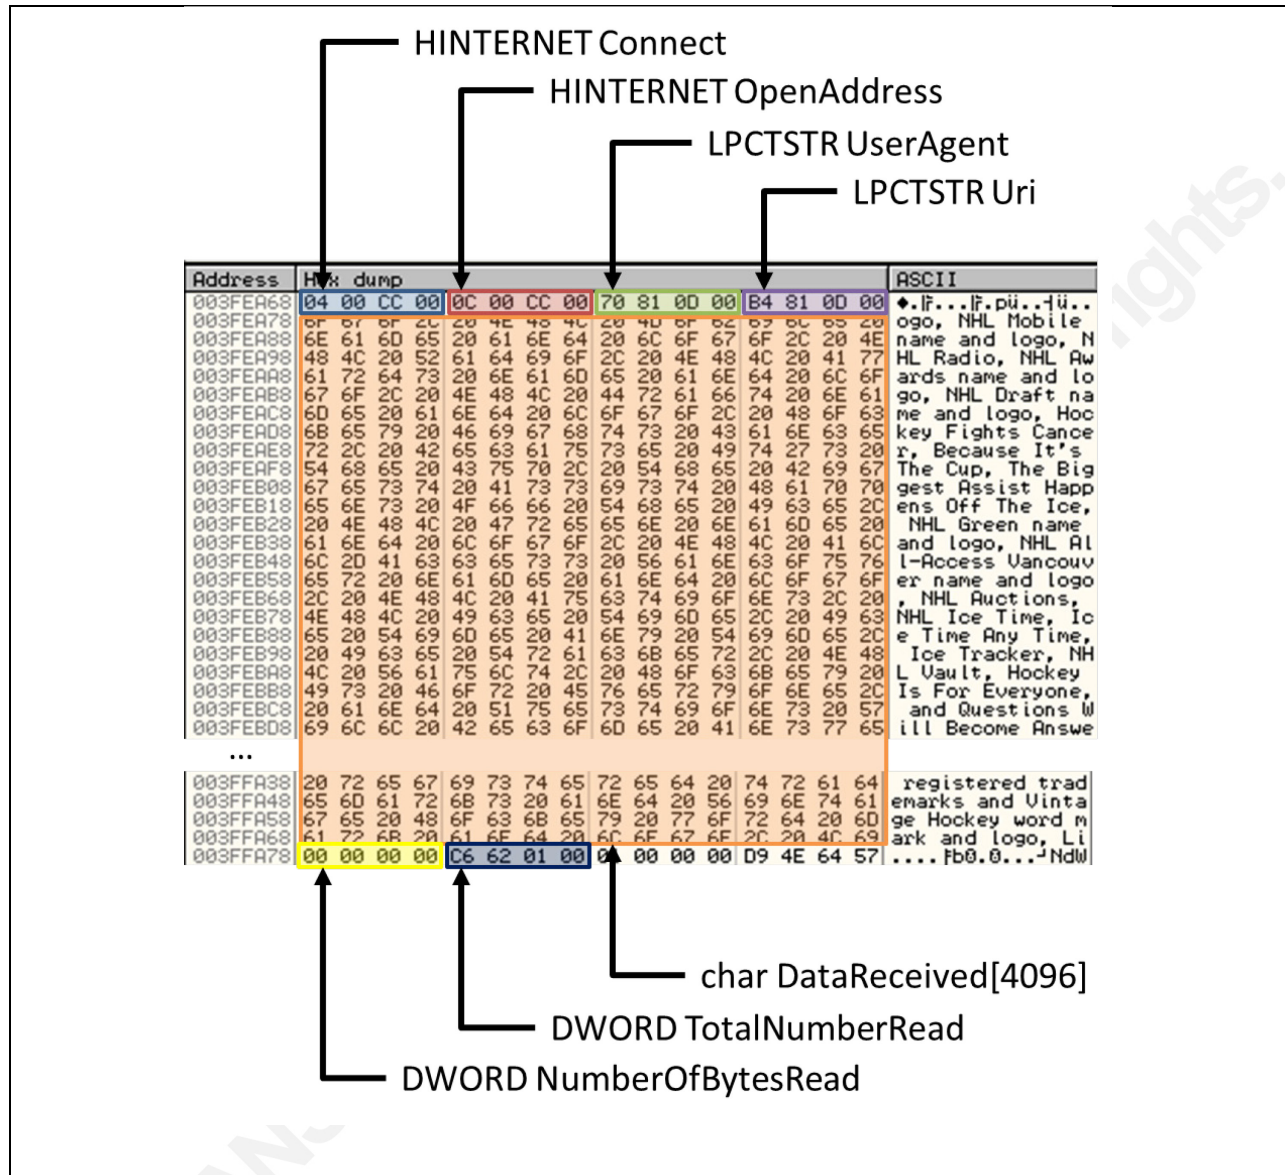 HINTERNET Connect
HINTERNET OpenAddress
LPCTSTR UserAgent
LPCTSTR Uri
Address Hex dump ASCII
003FEA68 04 00 CC 00 0C 00 CC 00 70 81 0D 00 B4 81 0D 00 ♦.╠...╠.pü..┤ü..
003FEA78 6F 67 6F 2C 20 4E 48 4C 20 4D 6F 62 69 6C 65 20 ogo, NHL Mobile
003FEA88 6E 61 6D 65 20 61 6E 64 20 6C 6F 67 6F 2C 20 4E name and logo, N
003FEA98 48 4C 20 52 61 64 69 6F 2C 20 4E 48 4C 20 41 77 HL Radio, NHL Aw
003FEAA8 61 72 64 73 20 6E 61 6D 65 20 61 6E 64 20 6C 6F ards name and lo
003FEAB8 67 6F 2C 20 4E 48 4C 20 44 72 61 66 74 20 6E 61 go, NHL Draft na
003FEAC8 6D 65 20 61 6E 64 20 6C 6F 67 6F 2C 20 48 6F 63 me and logo, Hoc
003FEAD8 6B 65 79 20 46 69 67 68 74 73 20 43 61 6E 63 65 key Fights Cance
003FEAE8 72 2C 20 42 65 63 61 75 73 65 20 49 74 27 73 20 r, Because It's
003FEAF8 54 68 65 20 43 75 70 2C 20 54 68 65 20 42 69 67 The Cup, The Big
003FEB08 67 65 73 74 20 41 73 73 69 73 74 20 48 61 70 70 gest Assist Happ
003FEB18 65 6E 73 20 4F 66 66 20 54 68 65 20 49 63 65 2C ens Off The Ice,
003FEB28 20 4E 48 4C 20 47 72 65 65 6E 20 6E 61 6D 65 20 NHL Green name
003FEB38 61 6E 64 20 6C 6F 67 6F 2C 20 4E 48 4C 20 41 6C and logo, NHL Al
003FEB48 6C 2D 41 63 63 65 73 73 20 56 61 6E 63 6F 75 76 l-Access Vancouv
003FEB58 65 72 20 6E 61 6D 65 20 61 6E 64 20 6C 6F 67 6F er name and logo
003FEB68 2C 20 4E 48 4C 20 41 75 63 74 69 6F 6E 73 2C 20 , NHL Auctions,
003FEB78 4E 48 4C 20 49 63 65 20 54 69 6D 65 2C 20 49 63 NHL Ice Time, Ic
003FEB88 65 20 54 69 6D 65 20 41 6E 79 20 54 69 6D 65 2C e Time Any Time,
003FEB98 20 49 63 65 20 54 72 61 63 6B 65 72 2C 20 4E 48 Ice Tracker, NH
003FEBA8 4C 20 56 61 75 6C 74 2C 20 48 6F 63 6B 65 79 20 L Vault, Hockey
003FEBB8 49 73 20 46 6F 72 20 45 76 65 72 79 6F 6E 65 2C Is For Everyone,
003FEBC8 20 61 6E 64 20 51 75 65 73 74 69 6F 6E 73 20 57 and Questions W
003FEBD8 69 6C 6C 20 42 65 63 6F 6D 65 20 41 6E 73 77 65 ill Become Answe
...
003FFA38 20 72 65 67 69 73 74 65 72 65 64 20 74 72 61 64 registered trad
003FFA48 65 6D 61 72 6B 73 20 61 6E 64 20 56 69 6E 74 61 emarks and Vinta
003FFA58 67 65 20 48 6F 63 6B 65 79 20 77 6F 72 64 20 6D ge Hockey word m
003FFA68 61 72 6B 20 61 6E 64 20 6C 6F 67 6F 2C 20 4C 69 ark and logo, Li
003FFA78 00 00 00 00 C6 62 01 00 00 00 00 D9 4E 64 57
char DataReceived[4096]
DWORD TotalNumberRead
DWORD NumberOfBytesRead